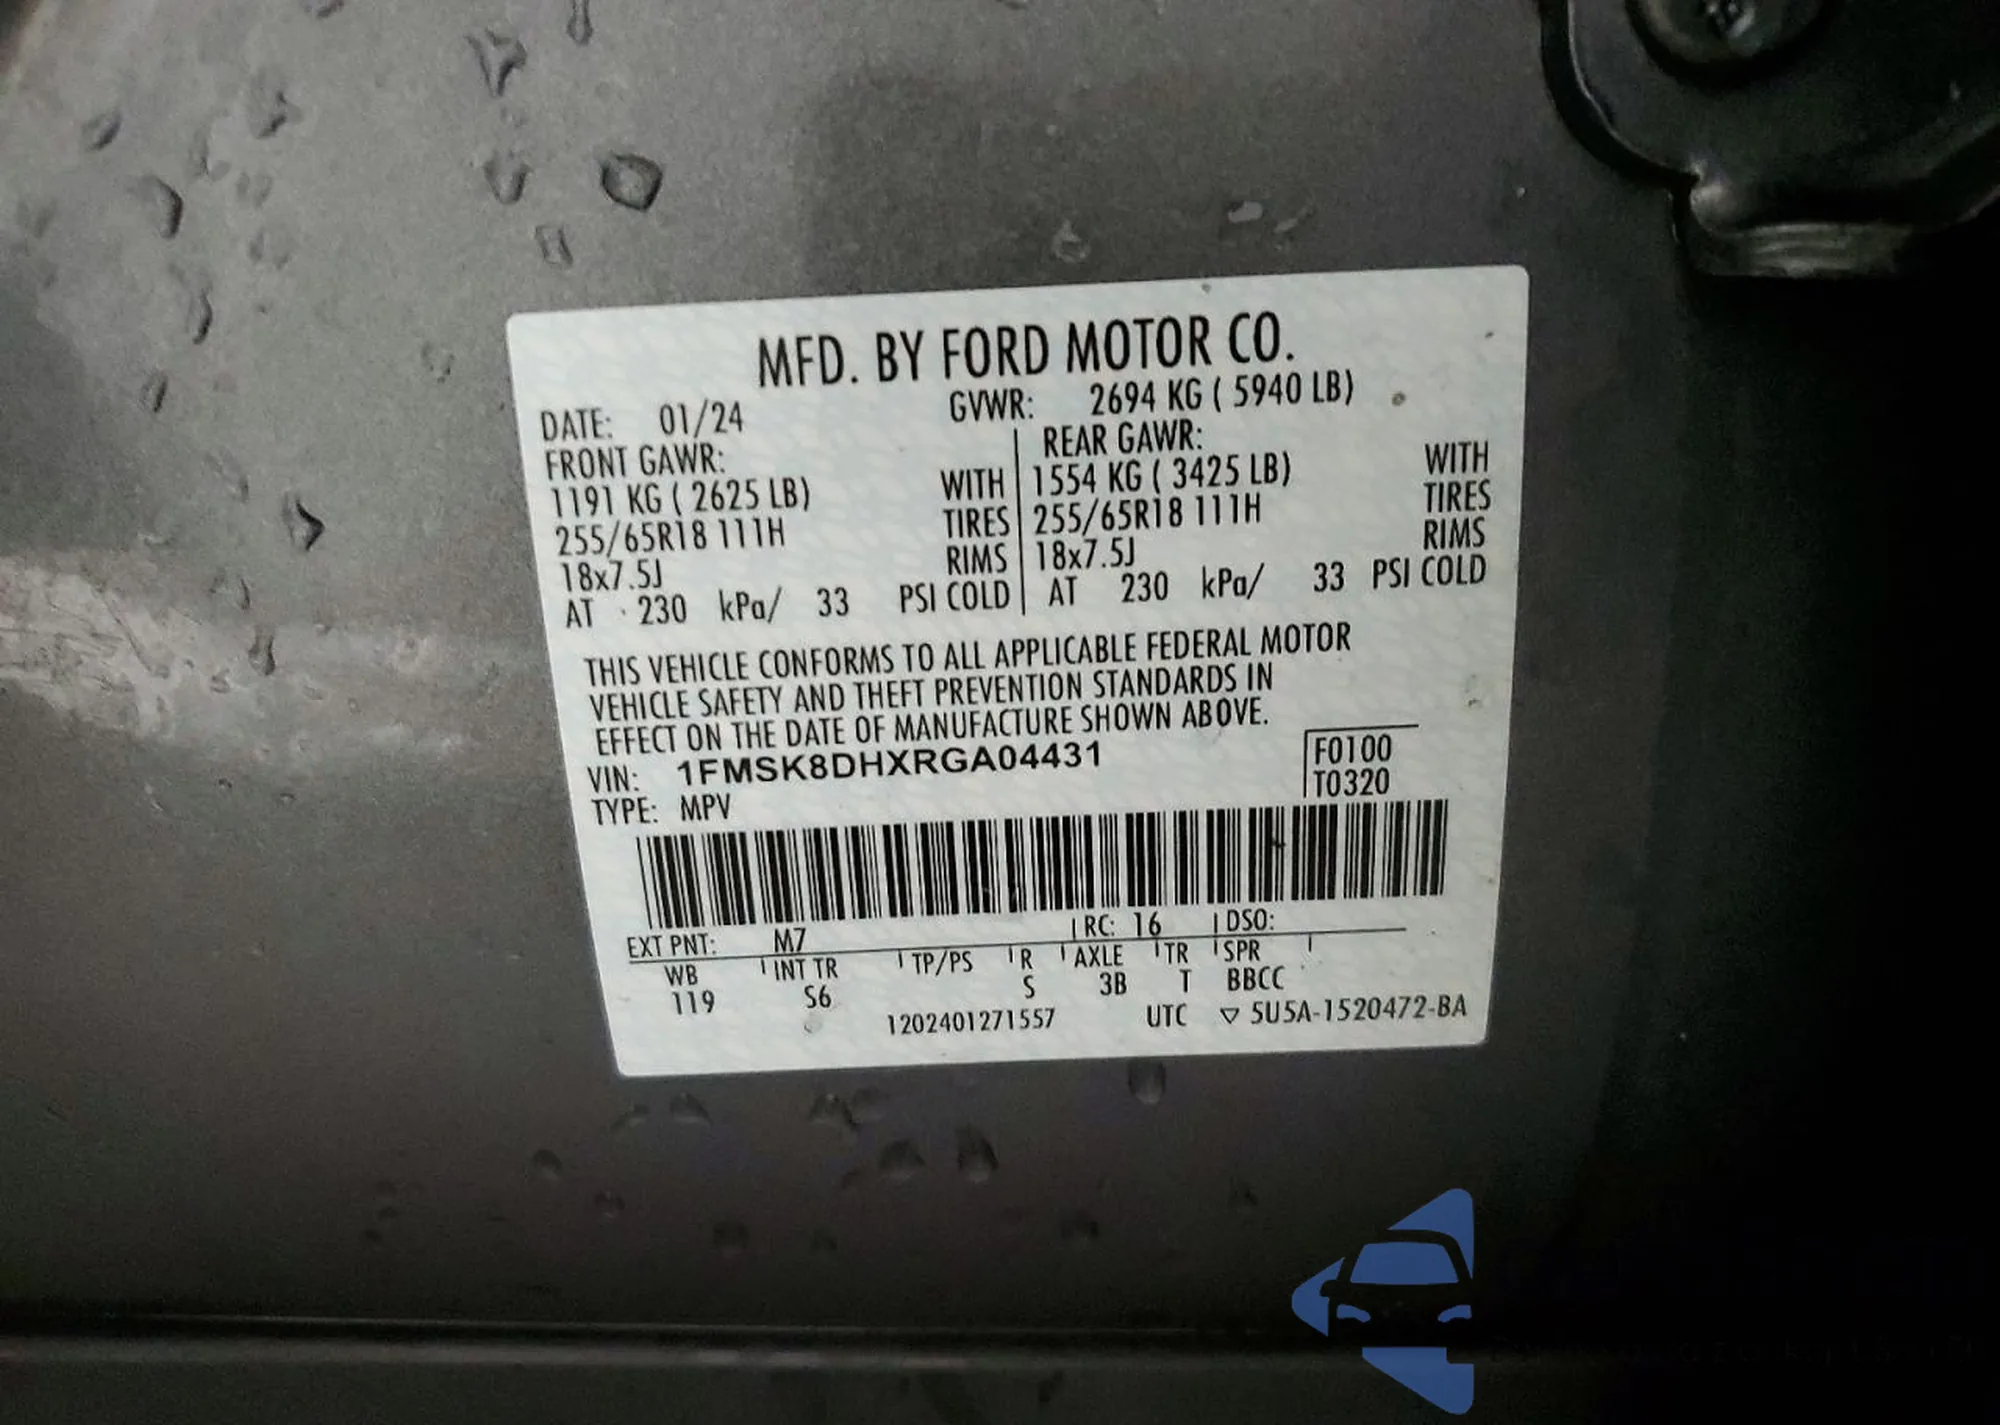 MFD. BY FORD MOTOR CO.
DATE: 01/24 GVWR: 2694 KG ( 5940 LB)
FRONT GAWR: REAR GAWR:
1191 KG ( 2625 LB) WITH 1554 KG ( 3425 LB) WITH
255/65R18 111H TIRES 255/65R18 111H TIRES
18x7.5J RIMS 18x7.5J RIMS
AT 230 kPa/ 33 PSI COLD AT 230 kPa/ 33 PSI COLD
THIS VEHICLE CONFORMS TO ALL APPLICABLE FEDERAL MOTOR
VEHICLE SAFETY AND THEFT PREVENTION STANDARDS IN
EFFECT ON THE DATE OF MANUFACTURE SHOWN ABOVE.
VIN: 1FMSK8DHXRGA04431 F0100
TYPE: MPV T0320
EXT PNT: M7 RC: 16 DSO:
WB INT TR TP/PS R AXLE TR SPR
119 S6 S 3B T BBCC
1202401271557 UTC ▽ 5U5A-1520472-BA